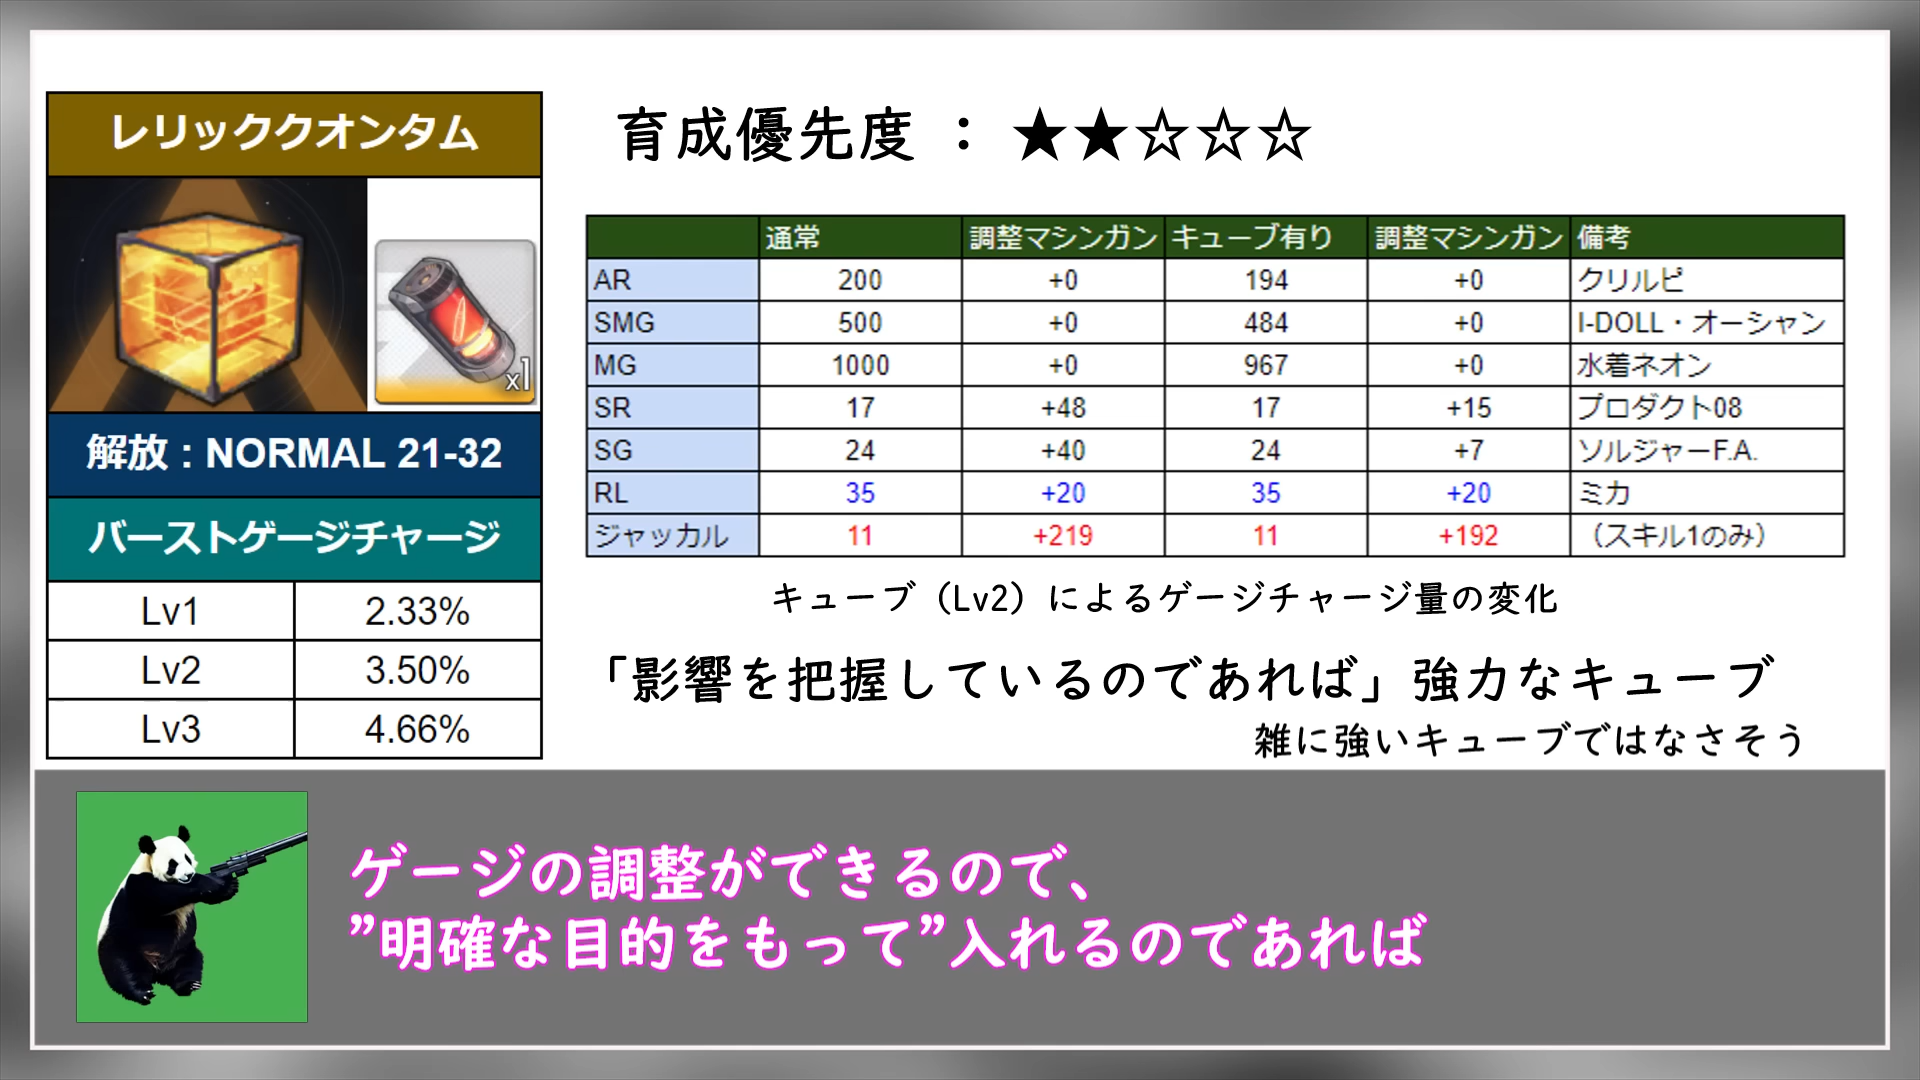 レリッククオンタム
x1
解放 : NORMAL 21-32
バーストゲージチャージ
Lv1 2.33%
Lv2 3.50%
Lv3 4.66%
育成優先度 ： ★★☆☆☆
通常 調整マシンガン キューブ有り 調整マシンガン 備考
AR 200 +0 194 +0 クリルピ
SMG 500 +0 484 +0 I-DOLL・オーシャン
MG 1000 +0 967 +0 水着ネオン
SR 17 +48 17 +15 プロダクト08
SG 24 +40 24 +7 ソルジャーF.A.
RL 35 +20 35 +20 ミカ
ジャッカル 11 +219 11 +192 （スキル1のみ）
キューブ（Lv2）によるゲージチャージ量の変化
「影響を把握しているのであれば」強力なキューブ
雑に強いキューブではなさそう
ゲージの調整ができるので、
”明確な目的をもって”入れるのであれば